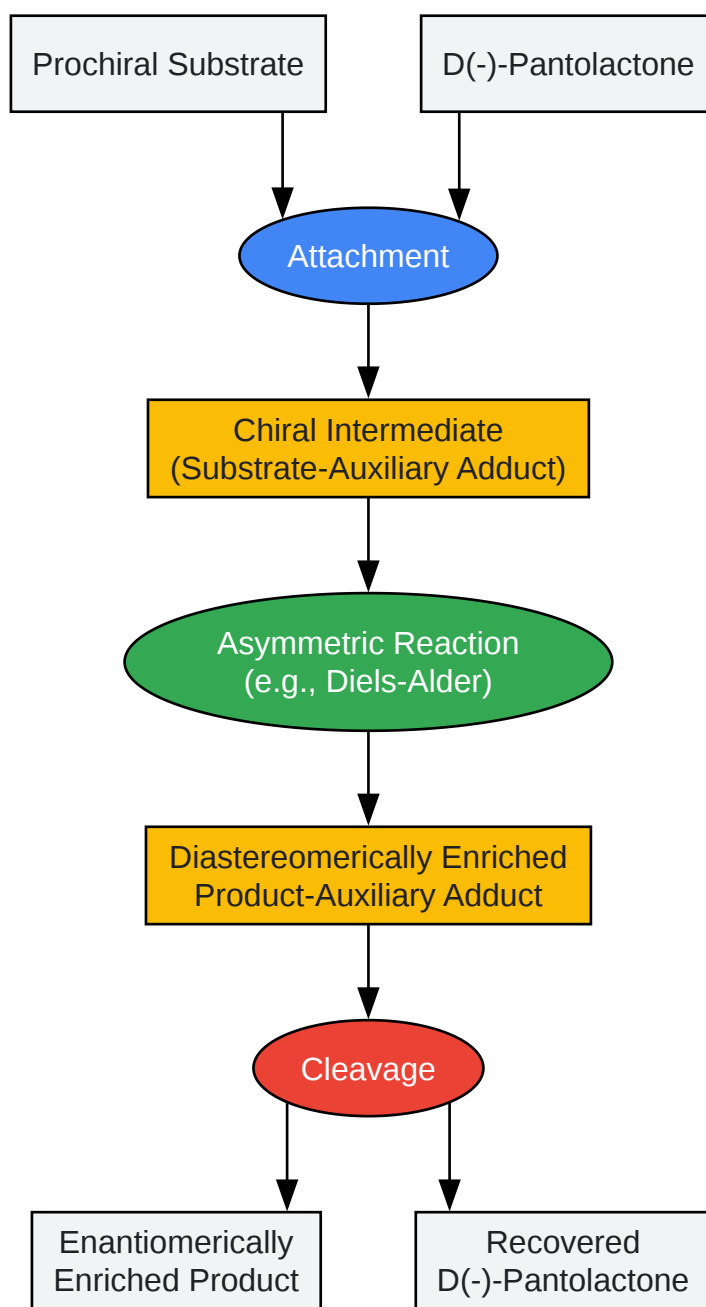 Prochiral Substrate
D(-)-Pantolactone
Attachment
Chiral Intermediate
(Substrate-Auxiliary Adduct)
Asymmetric Reaction
(e.g., Diels-Alder)
Diastereomerically Enriched
Product-Auxiliary Adduct
Cleavage
Enantiomerically
Enriched Product
Recovered
D(-)-Pantolactone